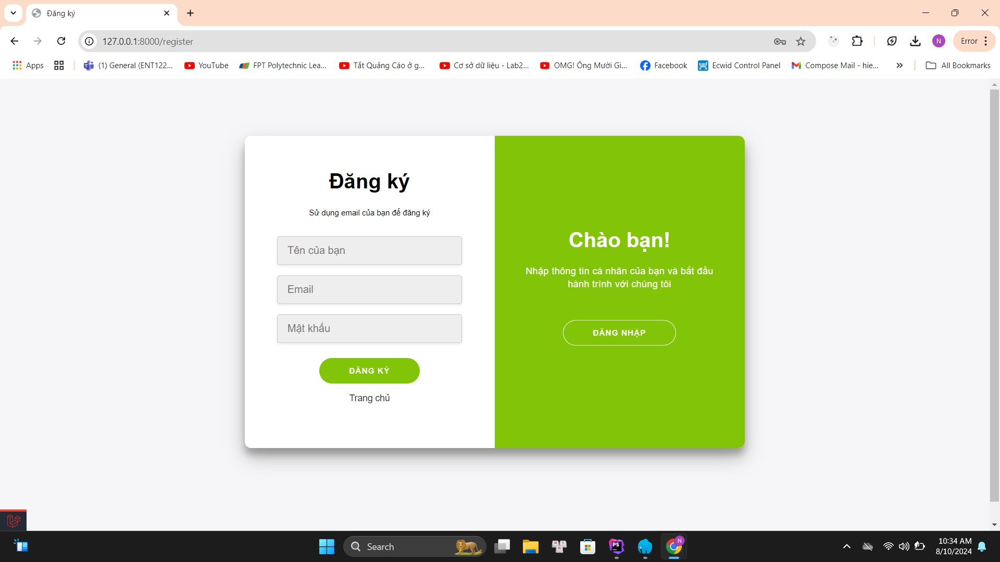 Đăng ký
127.0.0.1:8000/register
N
Error
Apps
(1) General (ENT122...
YouTube
FPT Polytechnic Lea...
Tắt Quảng Cáo ở g...
Cơ sở dữ liệu - Lab2...
OMG! Ông Mười Gi...
Facebook
Ecwid Control Panel
Compose Mail - hie...
All Bookmarks
Đăng ký
Sử dụng email của bạn để đăng ký
Tên của bạn
Email
Mật khẩu
ĐĂNG KÝ
Trang chủ
Chào bạn!
Nhập thông tin cá nhân của bạn và bắt đầu
hành trình với chúng tôi
ĐĂNG NHẬP
Search
PS
N
10:34 AM
8/10/2024